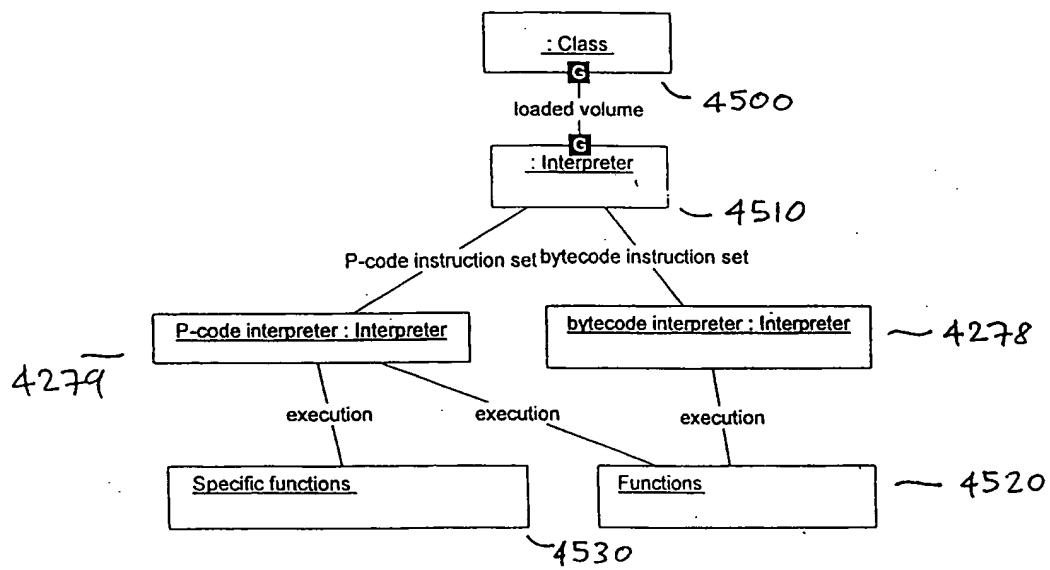 : Class
G
4500
loaded volume
G
: Interpreter
4510
P-code instruction set bytecode instruction set
P-code interpreter : Interpreter
bytecode interpreter : Interpreter
4278
4279
execution
execution
execution
Specific functions
Functions
4520
4530